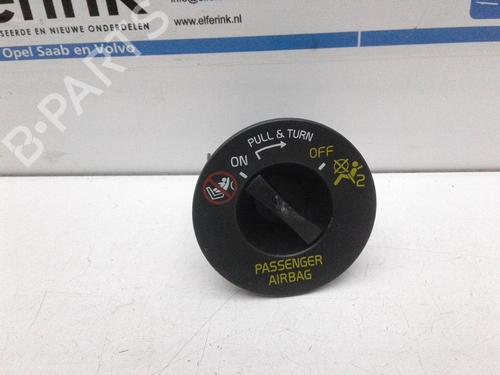 erink
www.elferink.nl
SEERDE EN NIEUWE ONDERDELEN
Opel Saab en Volvo
B-PARTS
PULL & TURN
ON
OFF
2
PASSENGER
AIRBAG